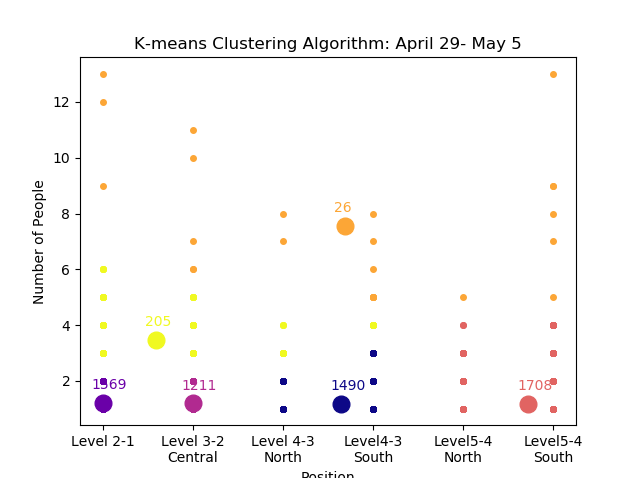 K-means Clustering Algorithm: April 29- May 5
Number of People
12
10
8
6
4
2
26
205
1569
1211
1490
1708
Level 2-1
Level 3-2
Central
Level 4-3
North
Level4-3
South
Level5-4
North
Level5-4
South
Position